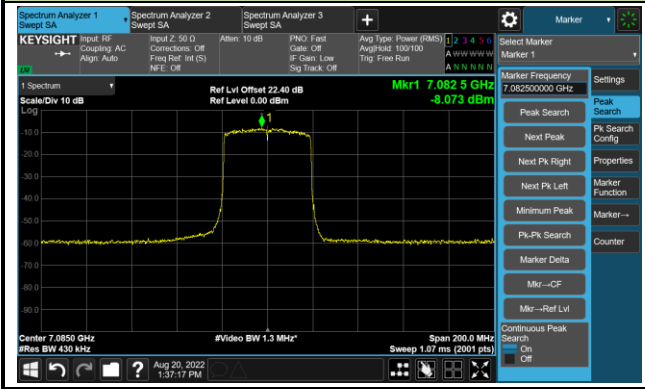 Spectrum Analyzer 1
Swept SA
Spectrum Analyzer 2
Swept SA
Spectrum Analyzer 3
Swept SA
+
Marker
KEYSIGHT
Input: RF
Coupling: AC
Align: Auto
Input Z: 50 Ω
Corrections: Off
Freq Ref: Int (S)
NFE: Off
Atten: 10 dB
PNO: Fast
Gate: Off
IF Gain: Low
Sig Track: Off
Avg Type: Power (RMS)
Avg|Hold: 100/100
Trig: Free Run
1 2 3 4 5 6
A W W W W W
A N N N N N
Select Marker
Marker 1
1 Spectrum
Scale/Div 10 dB
Log
Ref Lvl Offset 22.40 dB
Ref Level 0.00 dBm
Mkr1 7.082 5 GHz
-8.073 dBm
1
-10.0
-20.0
-30.0
-40.0
-50.0
-60.0
-70.0
-80.0
-90.0
Center 7.0850 GHz
#Res BW 430 kHz
#Video BW 1.3 MHz*
Span 200.0 MHz
Sweep 1.07 ms (2001 pts)
Marker Frequency
7.082500000 GHz
Peak Search
Next Peak
Next Pk Right
Next Pk Left
Minimum Peak
Pk-Pk Search
Marker Delta
Mkr→CF
Mkr→Ref Lvl
Continuous Peak
Search
On
Off
Settings
Peak
Search
Pk Search
Config
Properties
Marker
Function
Marker→
Counter
?
Aug 20, 2022
1:37:17 PM